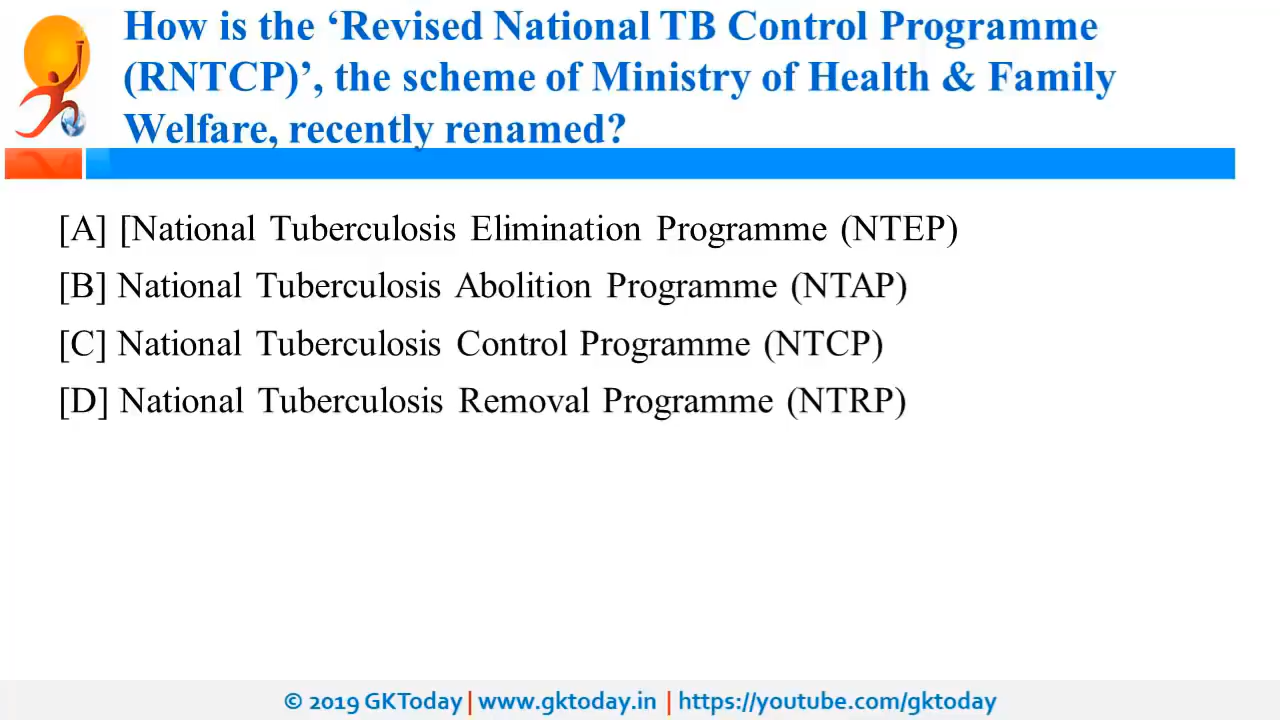 How is the ‘Revised National TB Control Programme
(RNTCP)’, the scheme of Ministry of Health & Family
Welfare, recently renamed?
[A] [National Tuberculosis Elimination Programme (NTEP)
[B] National Tuberculosis Abolition Programme (NTAP)
[C] National Tuberculosis Control Programme (NTCP)
[D] National Tuberculosis Removal Programme (NTRP)
© 2019 GKToday | www.gktoday.in | https://youtube.com/gktoday